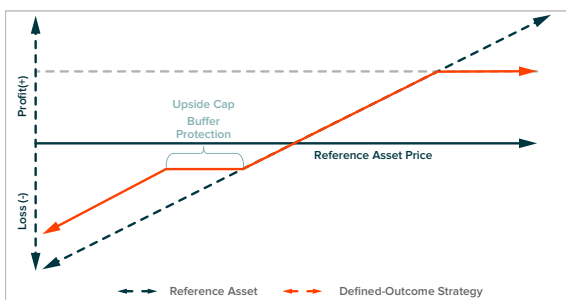 Profit(+)
Upside Cap
Buffer
Protection
Reference Asset Price
Loss (-)
Reference Asset
Defined-Outcome Strategy